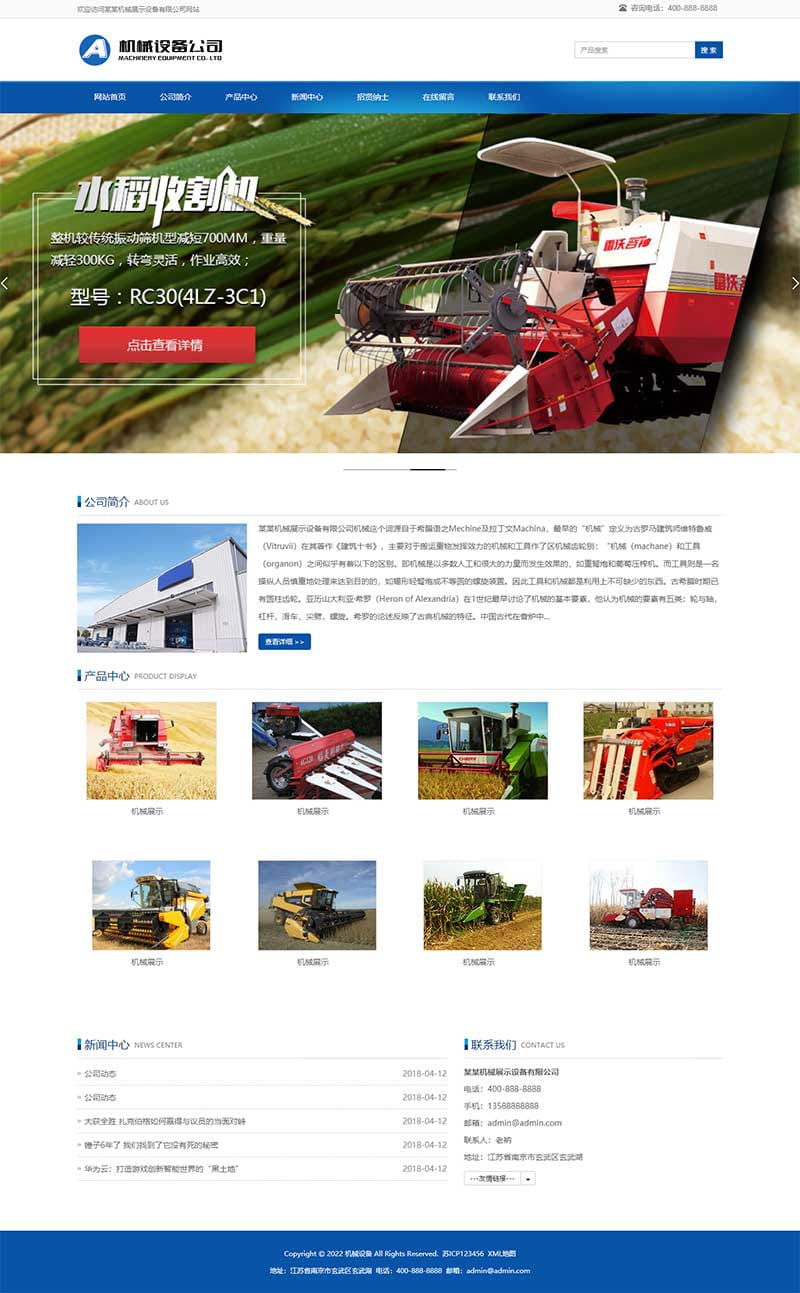 欢迎访问某某机械展示设备有限公司网站
咨询电话：400-888-8888
机械设备公司
MACHINERY EQUIPMENT CO., LTD
产品搜索
搜 索
网站首页 公司简介 产品中心 新闻中心 招贤纳士 在线留言 联系我们
水稻收割机
整机较传统振动筛机型减短700MM，重量
减轻300KG，转弯灵活，作业高效；
型号：RC30(4LZ-3C1)
点击查看详情
雷沃谷神
雷沃谷神
公司简介 ABOUT US
某某机械展示设备有限公司机械这个词源自于希腊语之Mechine及拉丁文Machina，最早的“机械”定义为古罗马建筑师维特鲁威
（Vitruvii）在其著作《建筑十书》，主要对于搬运重物发挥效力的机械和工具作了区机械齿轮别：“机械（machane）和工具
（organon）之间似乎有着以下的区别。即机械是以多数人工和很大的力量而发生效果的，如重弩炮和葡萄压榨机。而工具则是一名
操纵人员慎重地处理来达到目的的，如蝎形轻弩炮或不等圆的螺旋装置。因此工具和机械都是利用上不可缺少的东西。古希腊时期已
有圆柱齿轮。亚历山大利亚·希罗（Heron of Alexandria）在1世纪最早讨论了机械的基本要素，他认为机械的要素有五类：轮与轴，
杠杆，滑车，尖劈，螺旋。希罗的论述反映了古典机械的特征。中国古代在香炉中...
查看详细 >>
产品中心 PRODUCT DISPLAY
机械展示 机械展示 机械展示 机械展示
机械展示 机械展示 机械展示 机械展示
新闻中心 NEWS CENTER
» 公司动态 2018-04-12
» 公司动态 2018-04-12
» 大获全胜 扎克伯格如何赢得与议员的当面对峙 2018-04-12
» 锤子6年了 我们找到了它没有死的秘密 2018-04-12
» 华为云：打造游戏创新智能世界的“黑土地” 2018-04-12
联系我们 CONTACT US
某某机械展示设备有限公司
电话：400-888-8888
手机：13588888888
邮箱：admin@admin.com
联系人：老衲
地址：江苏省南京市玄武区玄武湖
---友情链接---
Copyright © 2022 机械设备 All Rights Reserved. 苏ICP123456 XML地图
地址：江苏省南京市玄武区玄武湖 电话：400-888-8888 邮箱：admin@admin.com